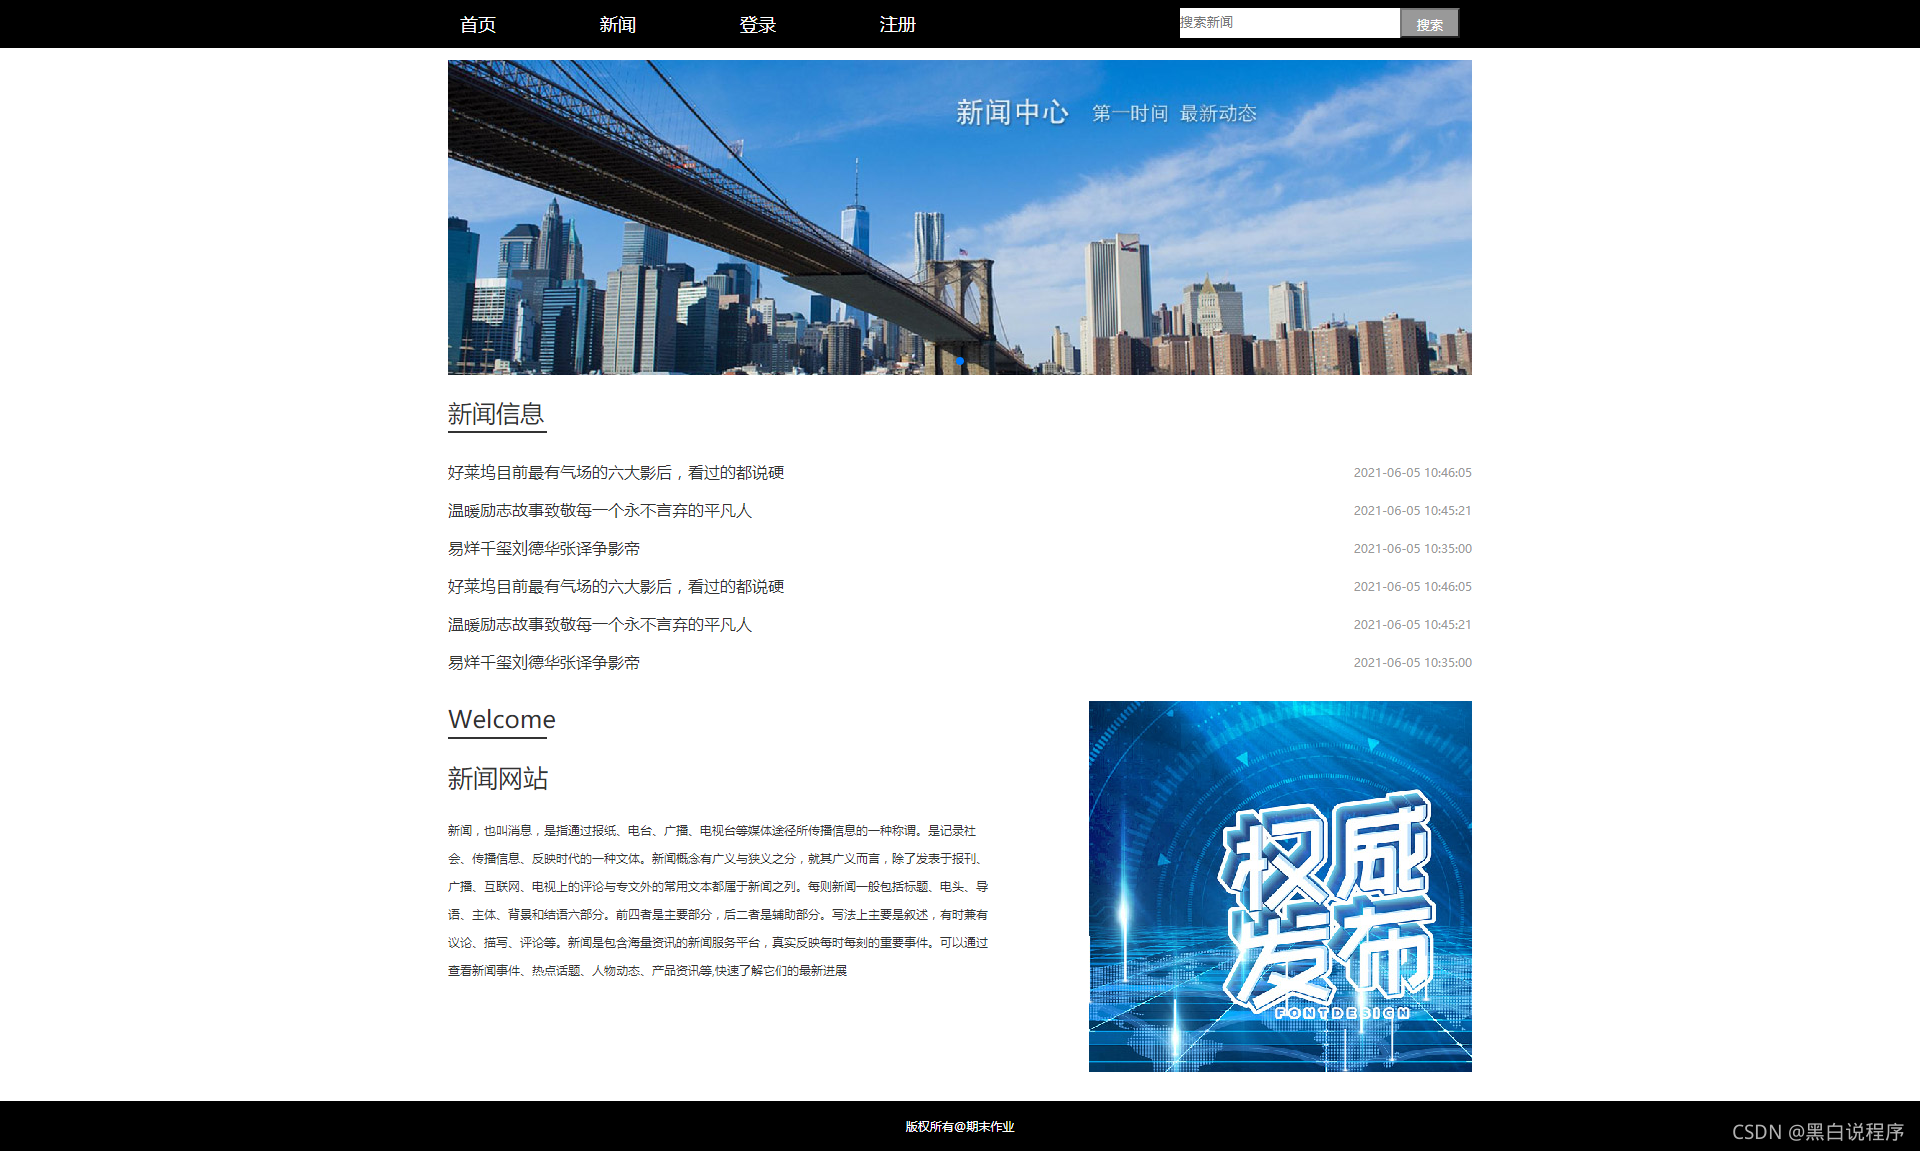 首页 新闻 登录 注册 搜索新闻 搜索
新闻中心 第一时间 最新动态
新闻信息
好莱坞目前最有气场的六大影后，看过的都说硬 2021-06-05 10:46:05
温暖励志故事致敬每一个永不言弃的平凡人 2021-06-05 10:45:21
易烊千玺刘德华张译争影帝 2021-06-05 10:35:00
好莱坞目前最有气场的六大影后，看过的都说硬 2021-06-05 10:46:05
温暖励志故事致敬每一个永不言弃的平凡人 2021-06-05 10:45:21
易烊千玺刘德华张译争影帝 2021-06-05 10:35:00
Welcome
新闻网站
新闻，也叫消息，是指通过报纸、电台、广播、电视台等媒体途径所传播信息的一种称谓。是记录社
会、传播信息、反映时代的一种文体。新闻概念有广义与狭义之分，就其广义而言，除了发表于报刊、
广播、互联网、电视上的评论与专文外的常用文本都属于新闻之列。每则新闻一般包括标题、电头、导
语、主体、背景和结语六部分。前四者是主要部分，后二者是辅助部分。写法上主要是叙述，有时兼有
议论、描写、评论等。新闻是包含海量资讯的新闻服务平台，真实反映每时每刻的重要事件。可以通过
查看新闻事件、热点话题、人物动态、产品资讯等,快速了解它们的最新进展
权威
发布
FONTDESIGN
版权所有@期末作业
CSDN @黑白说程序